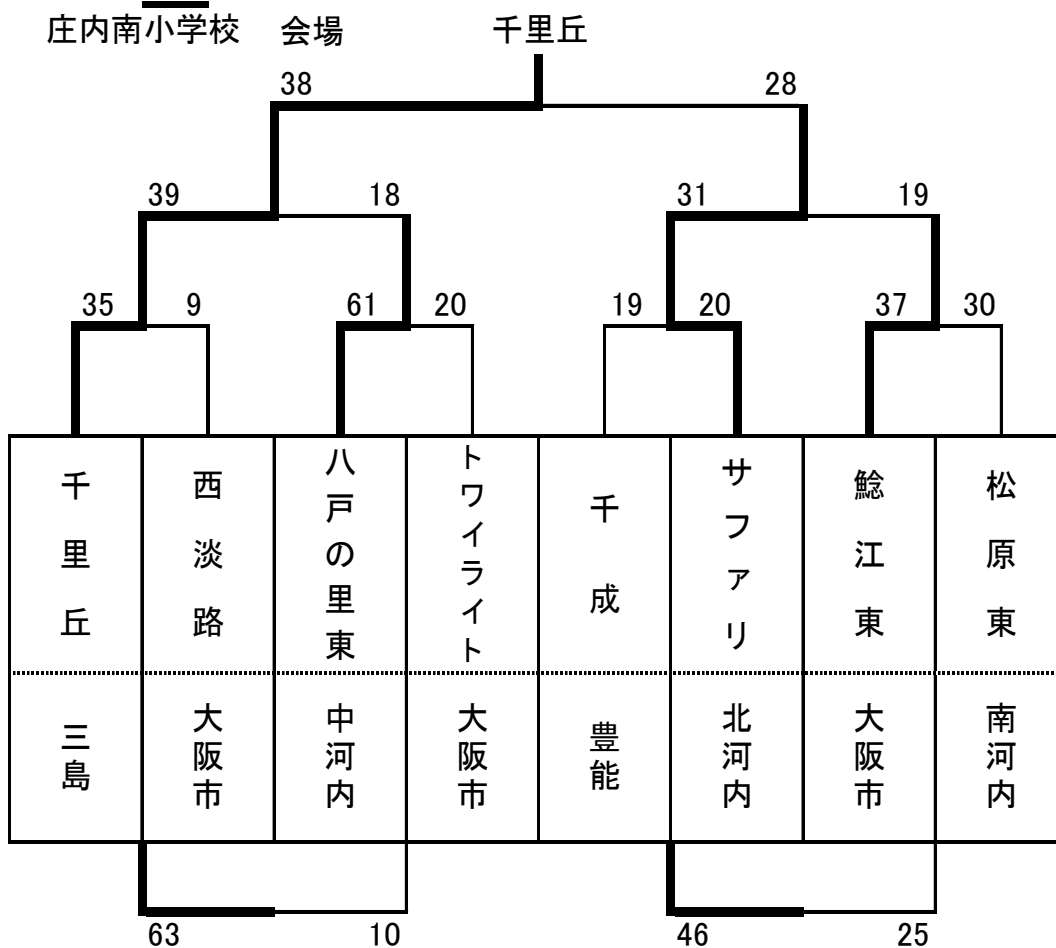 庄内南小学校 会場 千里丘
38 28
39 18 31 19
35 9 61 20 19 20 37 30
千里丘
西淡路
八戸の里東
トワイライト
千成
サファリ
鯰江東
松原東
三島
大阪市
中河内
大阪市
豊能
北河内
大阪市
南河内
63 10 46 25